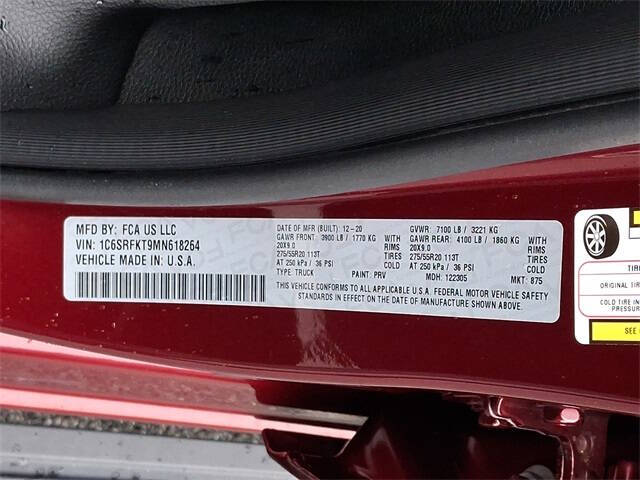 MFD BY: FCA US LLC
VIN: 1C6SRFKT9MN618264
VEHICLE MADE IN: U.S.A.
DATE OF MFR (BUILT): 12-20
GAWR FRONT: 3900 LB / 1770 KG
20X9.0 RIMS
275/55R20 113T TIRES
AT 250 kPa / 36 PSI COLD
TYPE: TRUCK PAINT: PRV
GVWR: 7100 LB / 3221 KG
GAWR REAR: 4100 LB / 1860 KG
20X9.0 RIMS
275/55R20 113T TIRES
AT 250 kPa / 36 PSI COLD
MDH: 122305 MKT: 875
THIS VEHICLE CONFORMS TO ALL APPLICABLE U.S.A. FEDERAL MOTOR VEHICLE SAFETY
STANDARDS IN EFFECT ON THE DATE OF MANUFACTURE SHOWN ABOVE.
TIRE
ORIGINAL TIR
COLD TIRE IN
PRESSURE
SEE